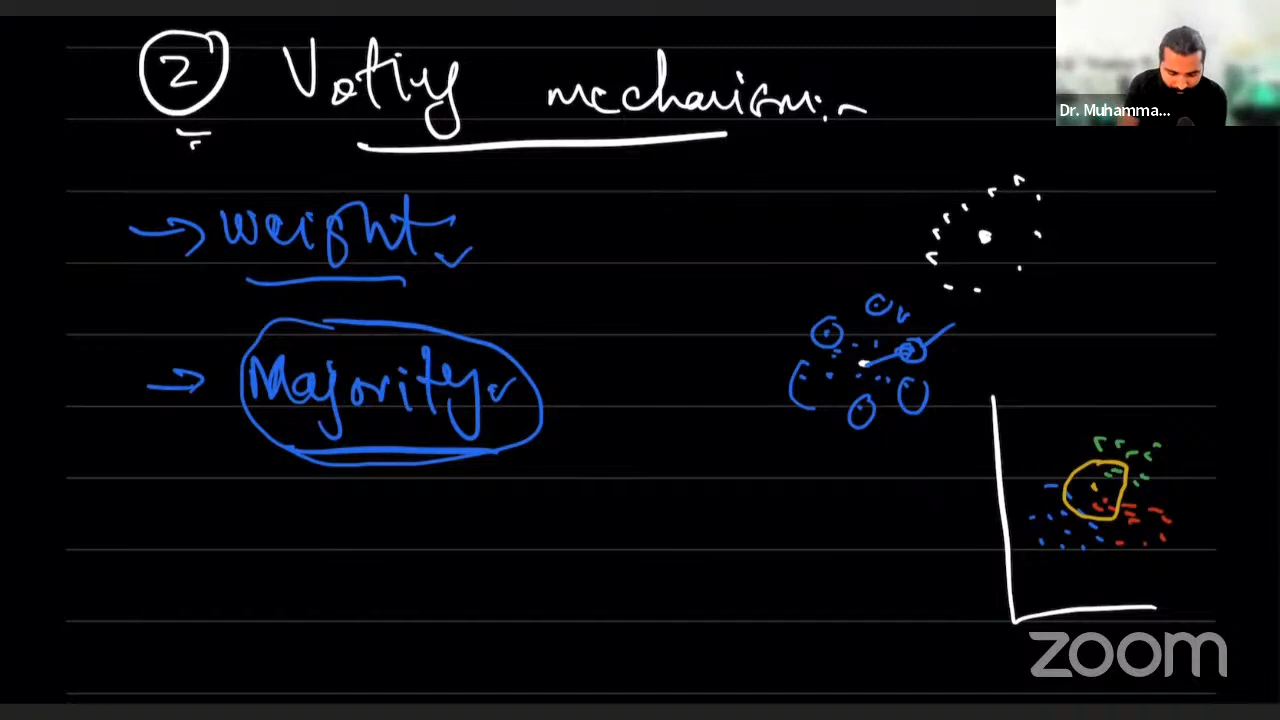 2 Voting mechanism:-
Dr. Muhamma...
→ weight
→ Majority
zoom